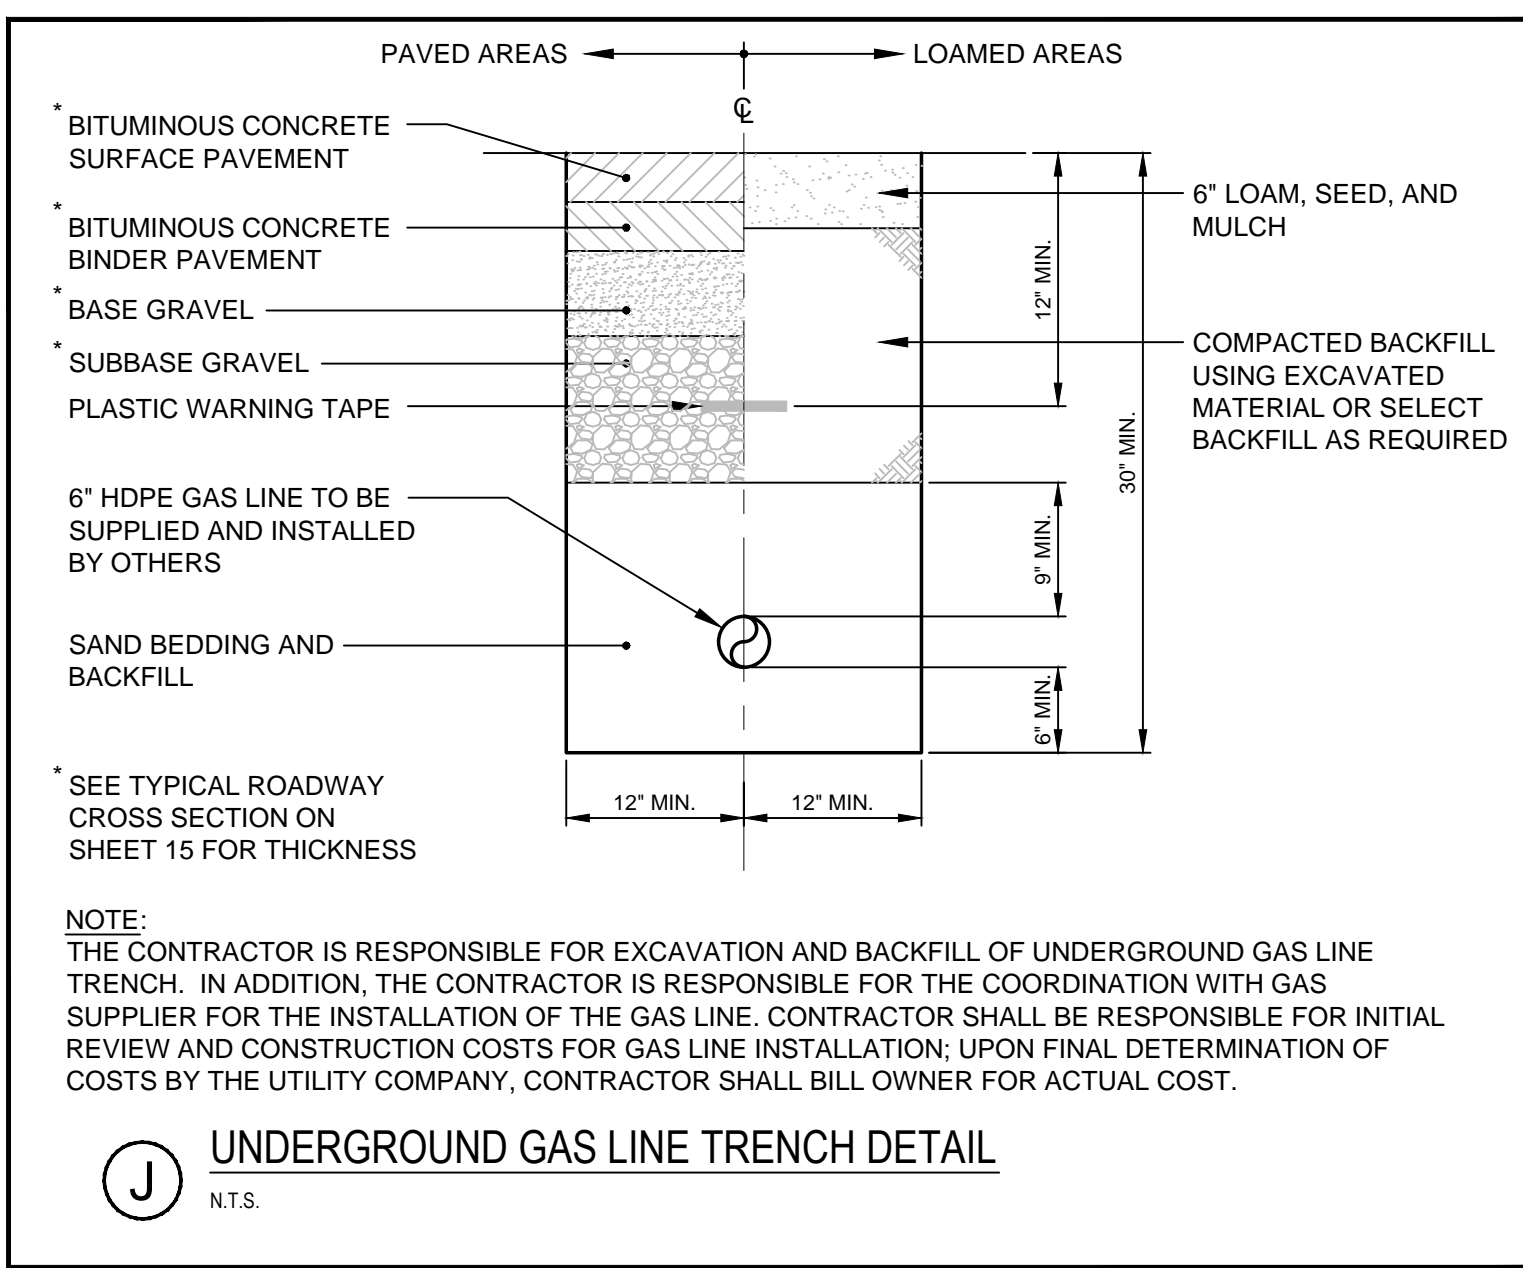 PAVED AREAS
LOAMED AREAS
℄
* BITUMINOUS CONCRETE
SURFACE PAVEMENT
* BITUMINOUS CONCRETE
BINDER PAVEMENT
* BASE GRAVEL
* SUBBASE GRAVEL
PLASTIC WARNING TAPE
6" HDPE GAS LINE TO BE
SUPPLIED AND INSTALLED
BY OTHERS
SAND BEDDING AND
BACKFILL
* SEE TYPICAL ROADWAY
CROSS SECTION ON
SHEET 15 FOR THICKNESS
12" MIN.
12" MIN.
12" MIN.
9" MIN.
6" MIN.
30" MIN.
6" LOAM, SEED, AND
MULCH
COMPACTED BACKFILL
USING EXCAVATED
MATERIAL OR SELECT
BACKFILL AS REQUIRED
NOTE:
THE CONTRACTOR IS RESPONSIBLE FOR EXCAVATION AND BACKFILL OF UNDERGROUND GAS LINE
TRENCH. IN ADDITION, THE CONTRACTOR IS RESPONSIBLE FOR THE COORDINATION WITH GAS
SUPPLIER FOR THE INSTALLATION OF THE GAS LINE. CONTRACTOR SHALL BE RESPONSIBLE FOR INITIAL
REVIEW AND CONSTRUCTION COSTS FOR GAS LINE INSTALLATION; UPON FINAL DETERMINATION OF
COSTS BY THE UTILITY COMPANY, CONTRACTOR SHALL BILL OWNER FOR ACTUAL COST.
J
UNDERGROUND GAS LINE TRENCH DETAIL
N.T.S.